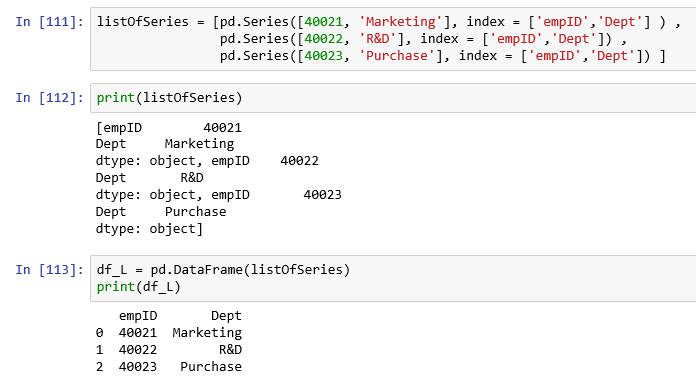 In [111]: listOfSeries = [pd.Series([40021, 'Marketing'], index = ['empID','Dept'] ) ,
pd.Series([40022, 'R&D'], index = ['empID','Dept']) ,
pd.Series([40023, 'Purchase'], index = ['empID','Dept']) ]
In [112]: print(listOfSeries)
[empID        40021
Dept     Marketing
dtype: object, empID    40022
Dept       R&D
dtype: object, empID       40023
Dept     Purchase
dtype: object]
In [113]: df_L = pd.DataFrame(listOfSeries)
print(df_L)
empID       Dept
0  40021  Marketing
1  40022        R&D
2  40023   Purchase